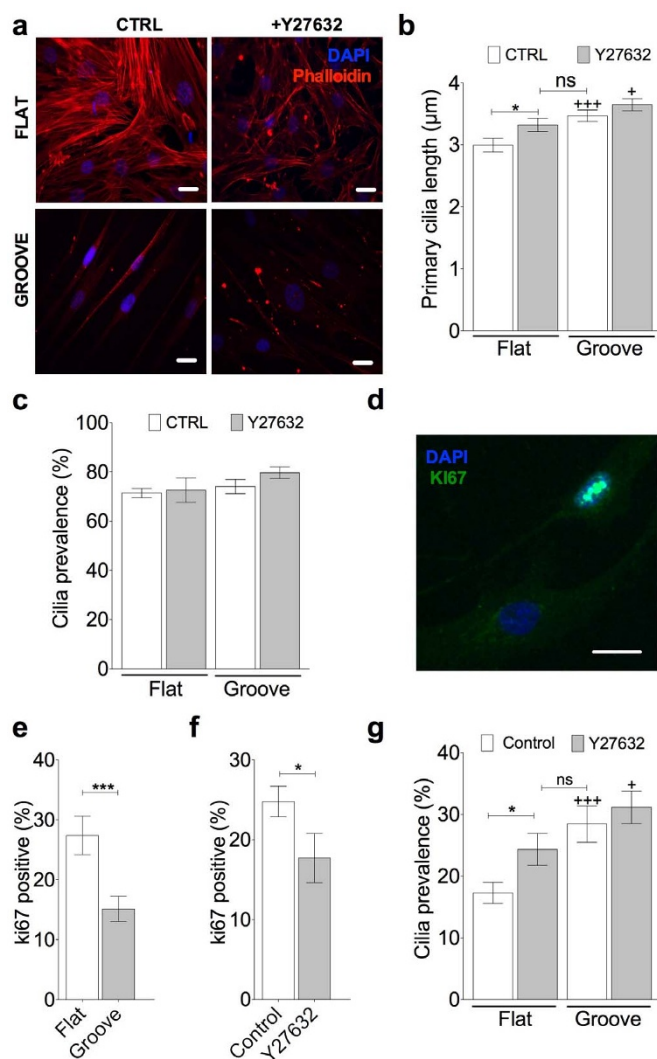 a
CTRL
+Y27632
FLAT
GROOVE
DAPI
Phalloidin
b
CTRL
Y27632
Primary cilia length (µm)
4
3
2
1
0
*
ns
+++
+
Flat
Groove
c
CTRL
Y27632
Cilia prevalence (%)
100
80
60
40
20
0
Flat
Groove
d
DAPI
KI67
e
ki67 positive (%)
40
30
20
10
0
***
Flat
Groove
f
ki67 positive (%)
30
20
10
0
*
Control
Y27632
g
Control
Y27632
Cilia prevalence (%)
40
30
20
10
0
*
ns
+++
+
Flat
Groove